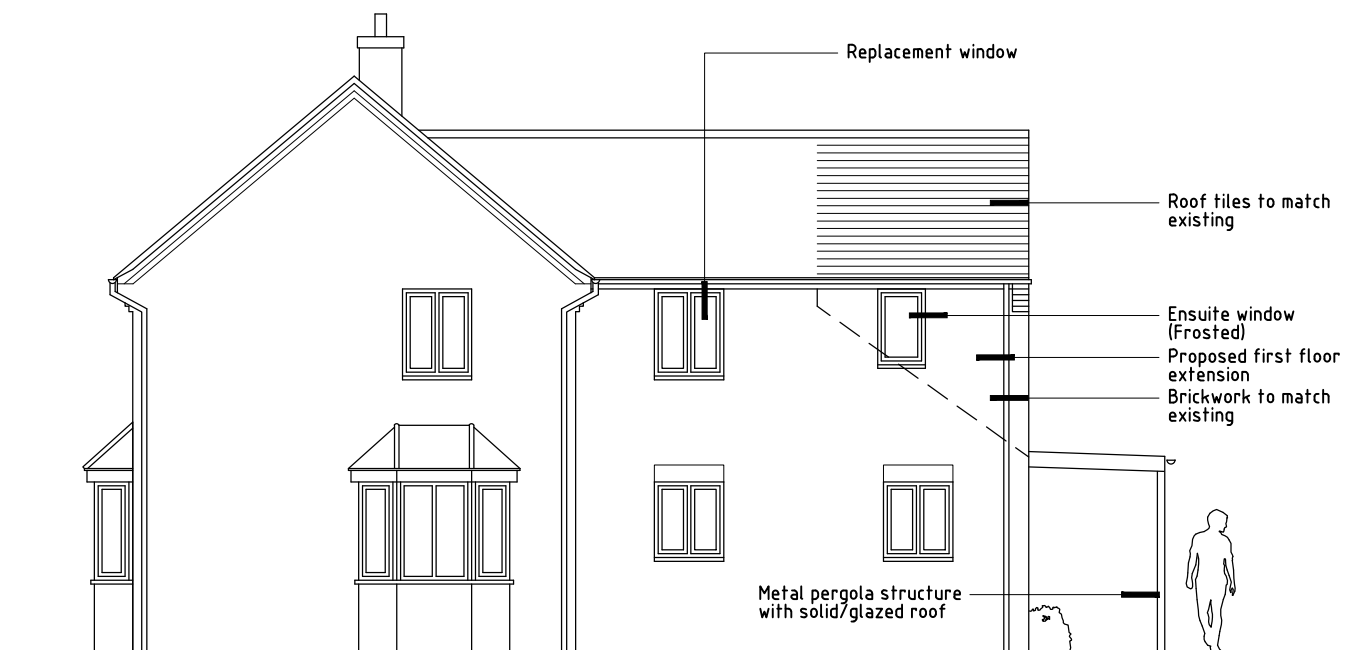 Replacement window
Roof tiles to match
existing
Ensuite window
(Frosted)
Proposed first floor
extension
Brickwork to match
existing
Metal pergola structure
with solid/glazed roof